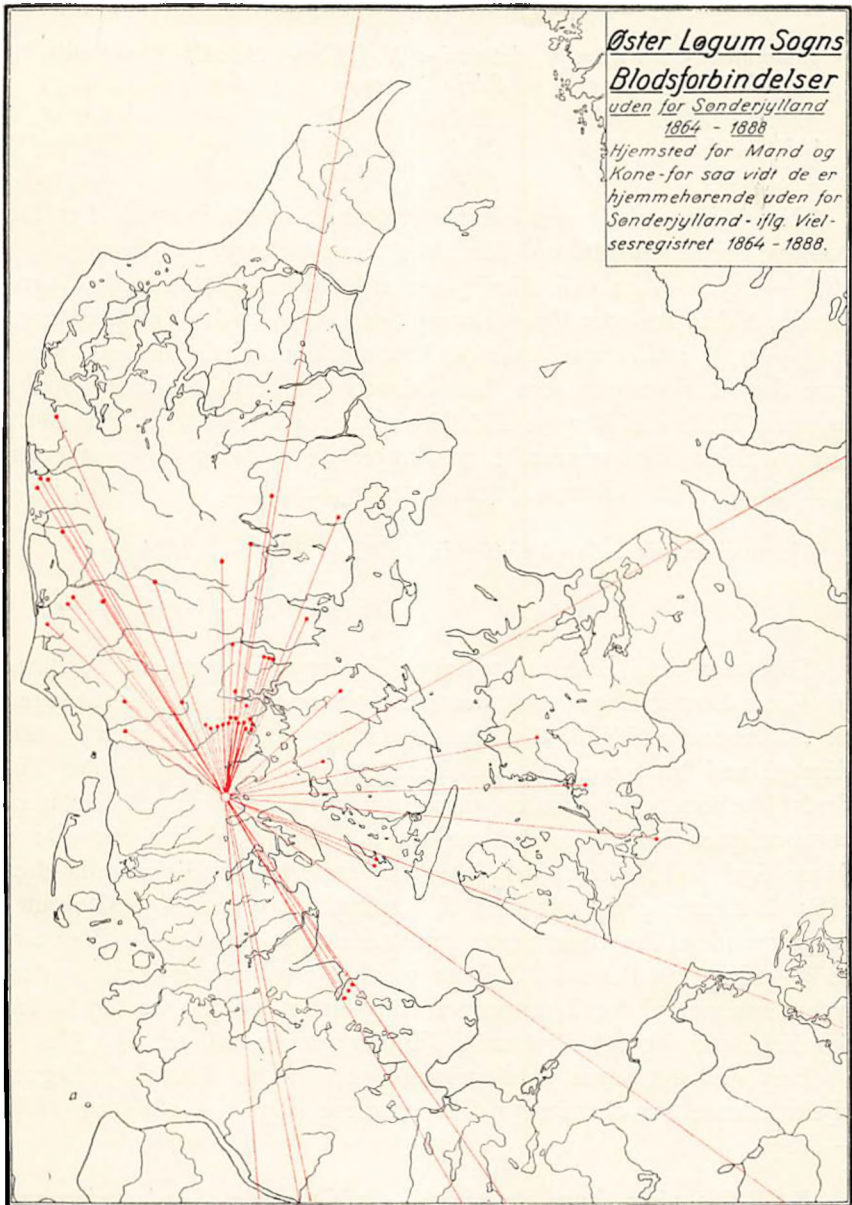 Øster Løgum Sogns
Blodsforbindelser
uden for Sønderjylland
1864 - 1888
Hjemsted for Mand og
Kone - for saa vidt de er
hjemmehørende uden for
Sønderjylland - iflg. Viel-
sesregistret 1864 - 1888.